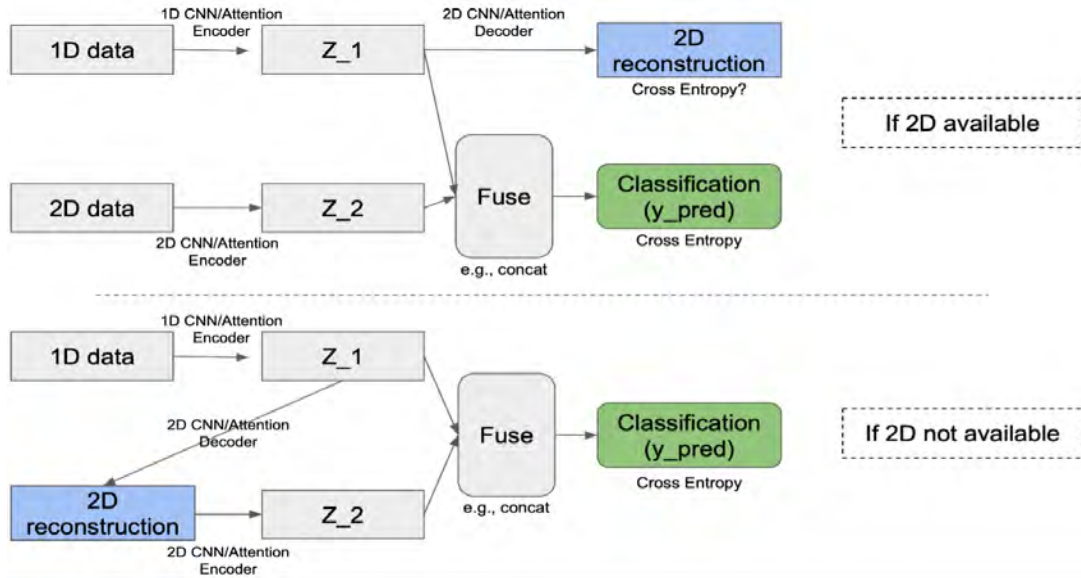 1D CNN/Attention
Encoder
2D CNN/Attention
Decoder
1D data
Z_1
2D
reconstruction
Cross Entropy?
If 2D available
2D data
Z_2
Fuse
Classification
(y_pred)
2D CNN/Attention
Encoder
Cross Entropy
e.g., concat
1D CNN/Attention
Encoder
1D data
Z_1
2D CNN/Attention
Decoder
Fuse
Classification
(y_pred)
If 2D not available
Cross Entropy
2D
reconstruction
Z_2
e.g., concat
2D CNN/Attention
Encoder